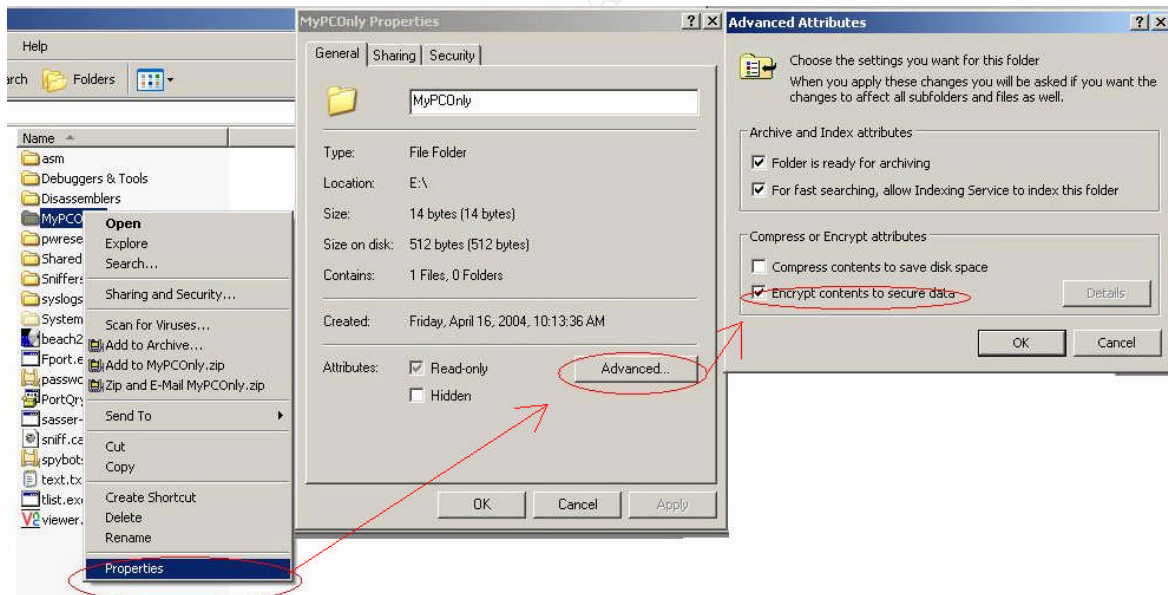 Help
Folders
Name
asm
Debuggers & Tools
Disassemblers
MyPCO
pwrese
Shared
Sniffers
syslogs
System
beach2
Fport.e
passwo
PortQry
sasser-
sniff.ca
spybot
text.tx
tlist.ex
viewer.
Open
Explore
Search...
Sharing and Security...
Scan for Viruses...
Add to Archive...
Add to MyPCOnly.zip
Zip and E-Mail MyPCOnly.zip
Send To
Cut
Copy
Create Shortcut
Delete
Rename
Properties
MyPCOnly Properties
General Sharing Security
MyPCOnly
Type: File Folder
Location: E:\
Size: 14 bytes (14 bytes)
Size on disk: 512 bytes (512 bytes)
Contains: 1 Files, 0 Folders
Created: Friday, April 16, 2004, 10:13:36 AM
Attributes: Read-only
Advanced...
Hidden
OK Cancel Apply
Advanced Attributes
Choose the settings you want for this folder
When you apply these changes you will be asked if you want the
changes to affect all subfolders and files as well.
Archive and Index attributes
Folder is ready for archiving
For fast searching, allow Indexing Service to index this folder
Compress or Encrypt attributes
Compress contents to save disk space
Encrypt contents to secure data
Details
OK Cancel